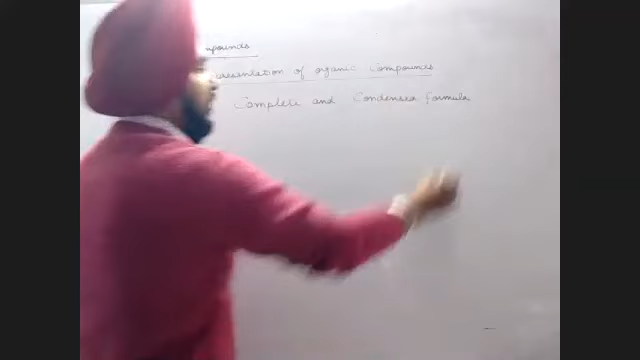 mpounds
resentation of organic Compounds
Complete and Condensed formula